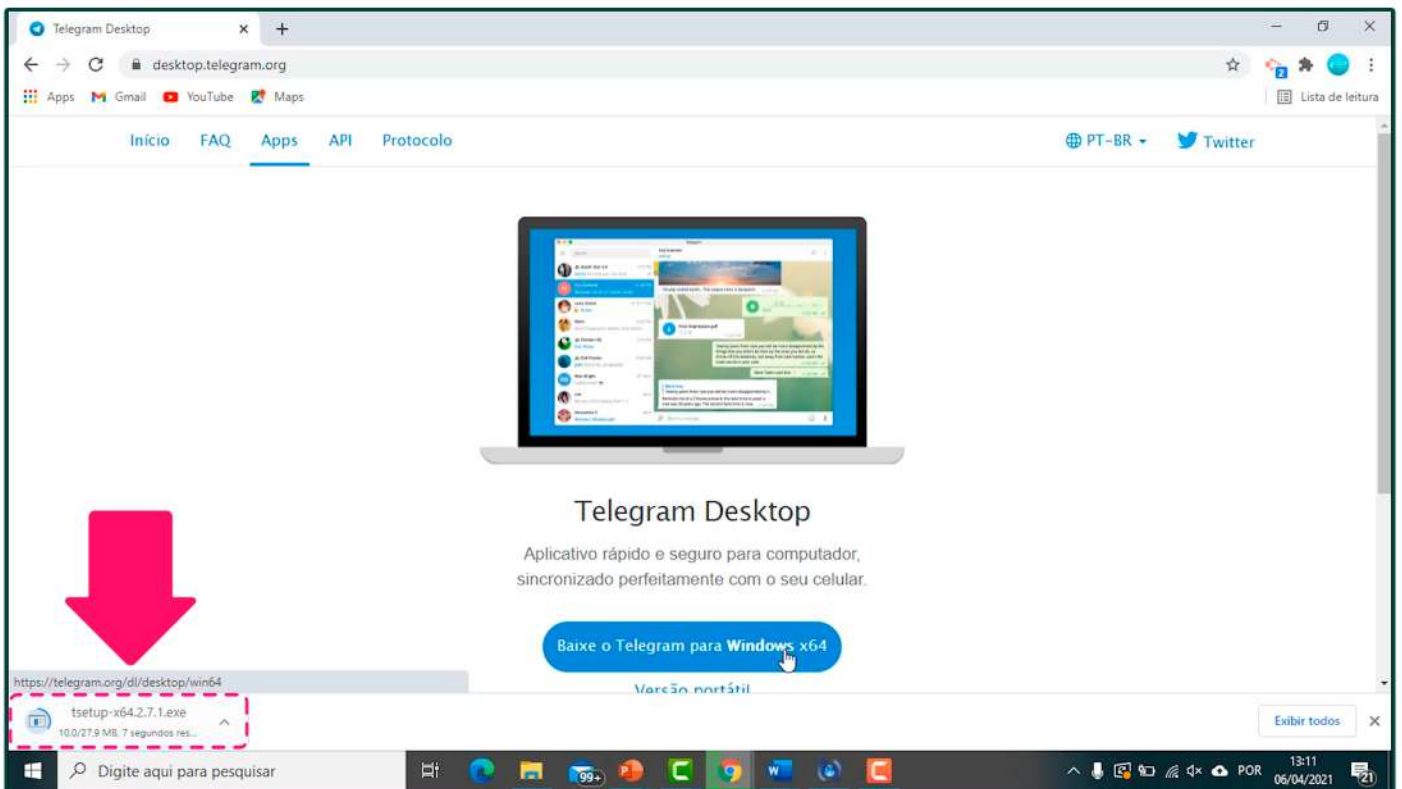 Telegram Desktop
desktop.telegram.org
2
Apps Gmail YouTube Maps
Lista de leitura
Início FAQ Apps API Protocolo
PT-BR Twitter
Telegram Desktop
Aplicativo rápido e seguro para computador,
sincronizado perfeitamente com o seu celular.
Baixe o Telegram para Windows x64
Versão portátil
https://telegram.org/dl/desktop/win64
tsetup-x64.2.7.1.exe
10.0/27.9 MB, 7 segundos res...
Exibir todos
Digite aqui para pesquisar
99+
POR
13:11
06/04/2021
21